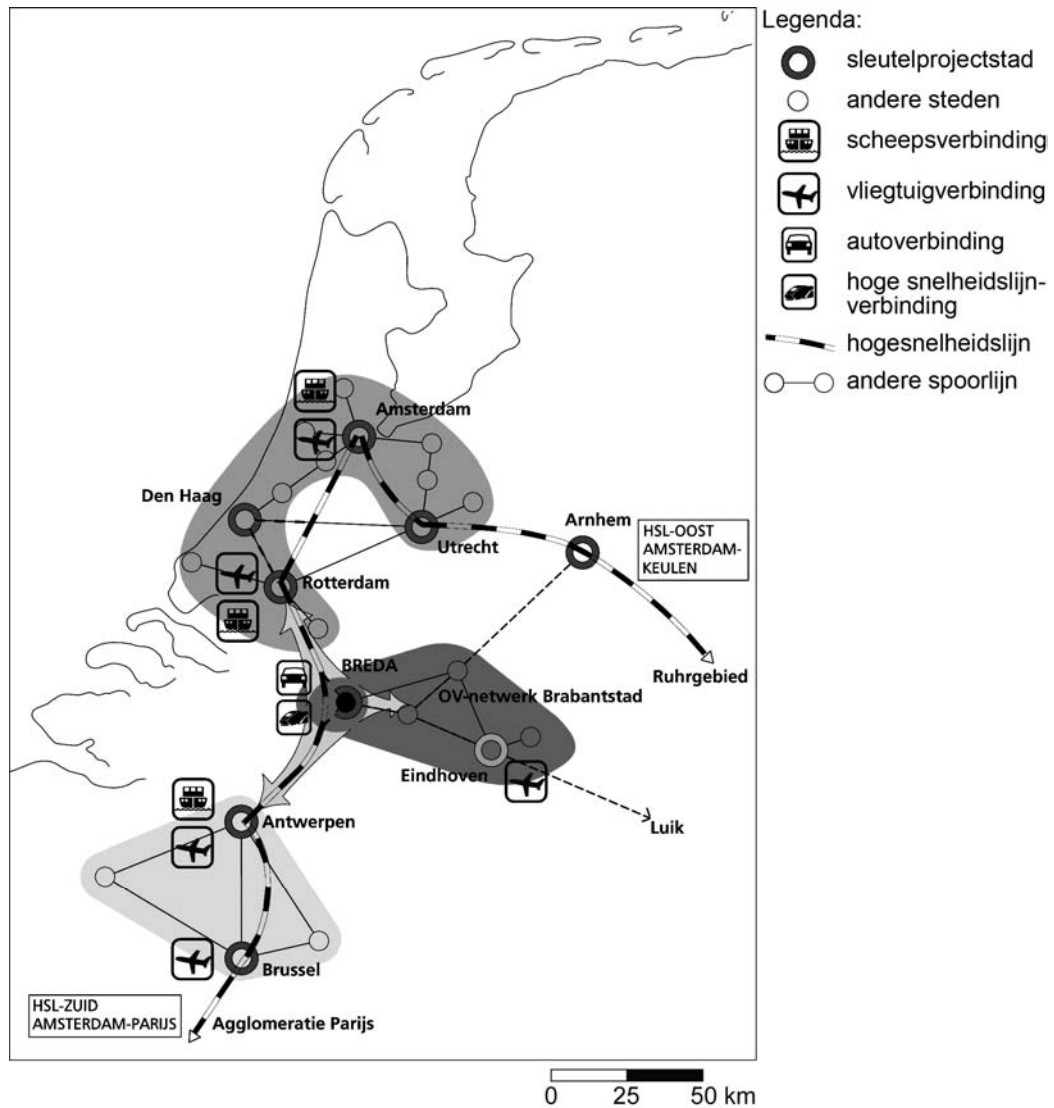 Legenda:
sleutelprojectstad
andere steden
scheepsverbinding
vliegtuigverbinding
autoverbinding
hoge snelheidslijn-
verbinding
hogesnelheidslijn
andere spoorlijn
Amsterdam
Den Haag
Utrecht
Arnhem
HSL-OOST
AMSTERDAM-
KEULEN
Rotterdam
Ruhrgebied
BREDA
OV-netwerk Brabantstad
Eindhoven
Luik
Antwerpen
Brussel
HSL-ZUID
AMSTERDAM-PARIJS
Agglomeratie Parijs
0 25 50 km